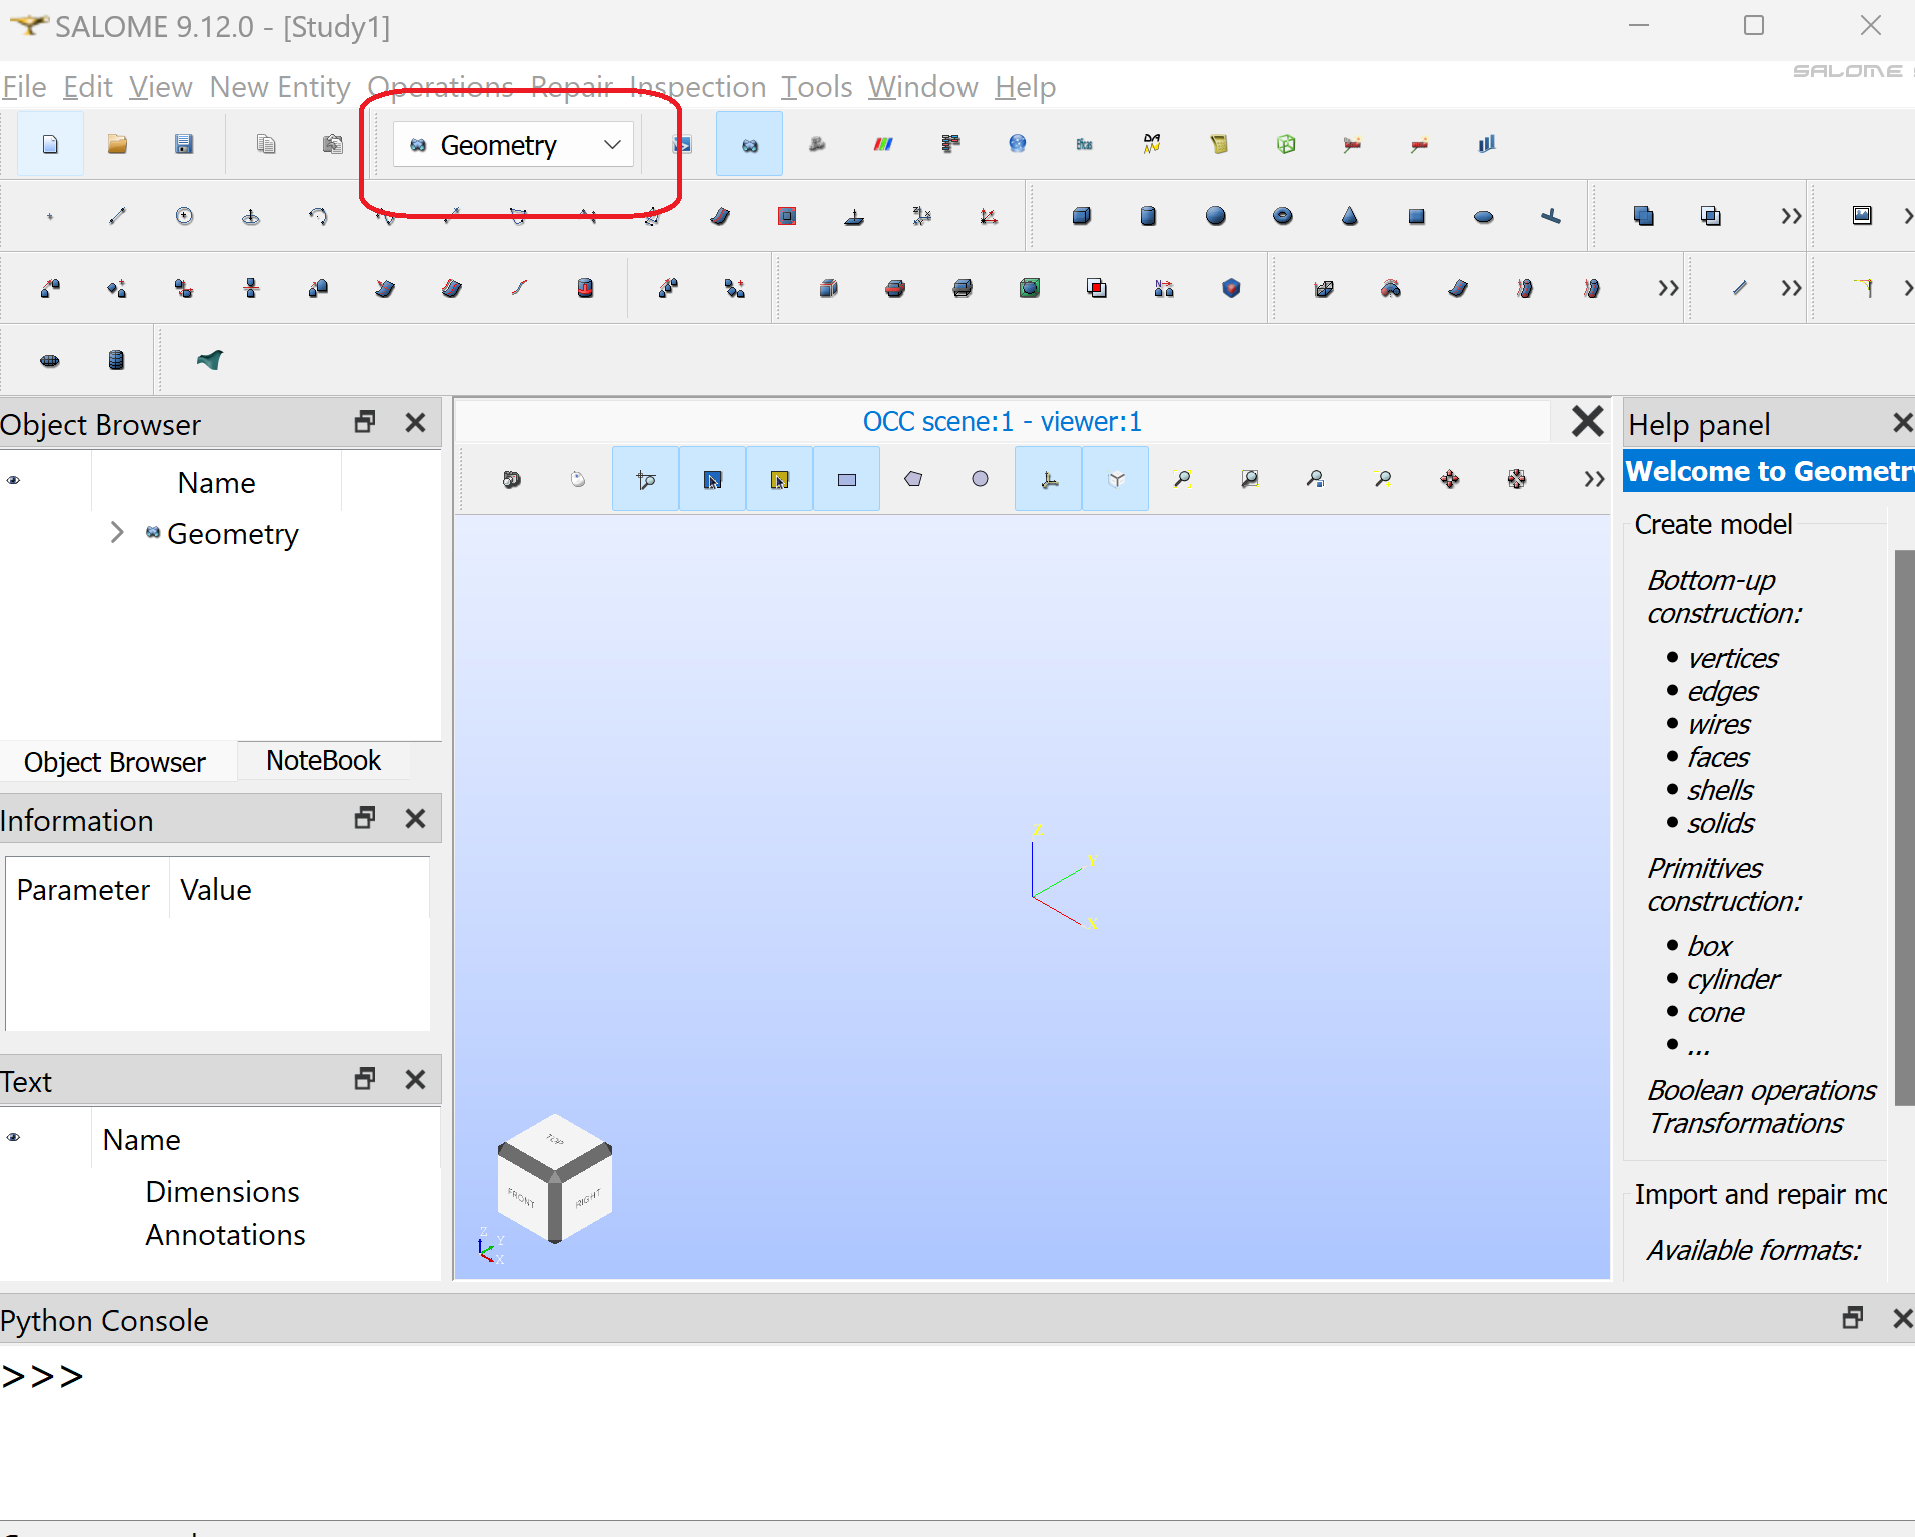 SALOME 9.12.0 - [Study1]
File Edit View New Entity Operations Repair Inspection Tools Window Help
SALOME
Geometry
Object Browser
OCC scene:1 - viewer:1
Help panel
Name
Welcome to Geometry
Geometry
Create model
Bottom-up
construction:
vertices
edges
wires
faces
shells
solids
Primitives
construction:
box
cylinder
cone
...
Boolean operations
Transformations
Import and repair
Available formats:
Object Browser NoteBook
Information
Parameter Value
Text
Name
Dimensions
Annotations
Z
Y
X
TOP
FRONT
RIGHT
Z
Y
X
Python Console
>>>